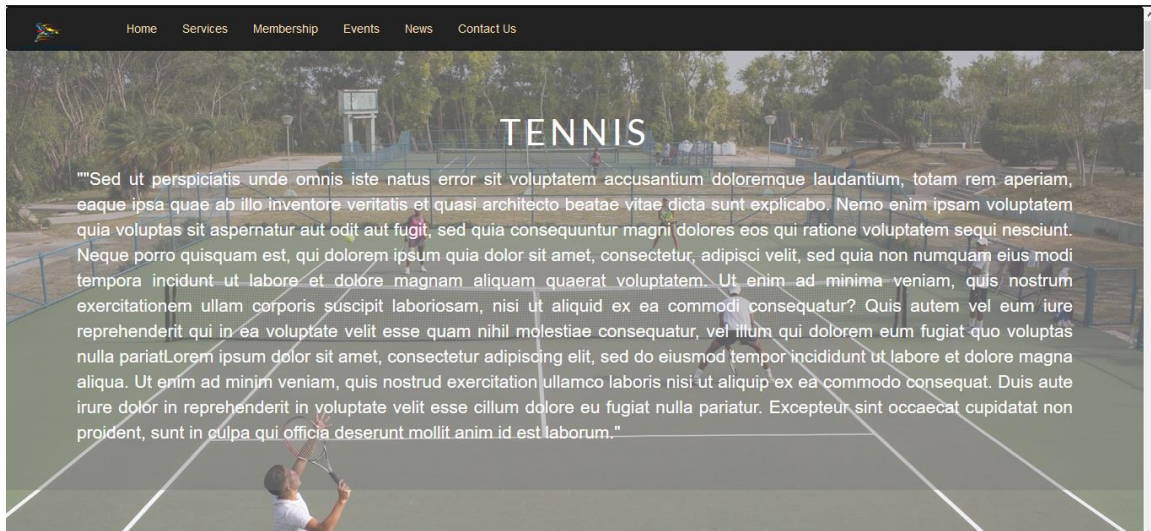 Home Services Membership Events News Contact Us
TENNIS
""Sed ut perspiciatis unde omnis iste natus error sit voluptatem accusantium doloremque laudantium, totam rem aperiam,
eaque ipsa quae ab illo inventore veritatis et quasi architecto beatae vitae dicta sunt explicabo. Nemo enim ipsam voluptatem
quia voluptas sit aspernatur aut odit aut fugit, sed quia consequuntur magni dolores eos qui ratione voluptatem sequi nesciunt.
Neque porro quisquam est, qui dolorem ipsum quia dolor sit amet, consectetur, adipisci velit, sed quia non numquam eius modi
tempora incidunt ut labore et dolore magnam aliquam quaerat voluptatem. Ut enim ad minima veniam, quis nostrum
exercitationem ullam corporis suscipit laboriosam, nisi ut aliquid ex ea commodi consequatur? Quis autem vel eum iure
reprehenderit qui in ea voluptate velit esse quam nihil molestiae consequatur, vel illum qui dolorem eum fugiat quo voluptas
nulla pariatLorem ipsum dolor sit amet, consectetur adipiscing elit, sed do eiusmod tempor incididunt ut labore et dolore magna
aliqua. Ut enim ad minim veniam, quis nostrud exercitation ullamco laboris nisi ut aliquip ex ea commodo consequat. Duis aute
irure dolor in reprehenderit in voluptate velit esse cillum dolore eu fugiat nulla pariatur. Excepteur sint occaecat cupidatat non
proident, sunt in culpa qui officia deserunt mollit anim id est laborum."